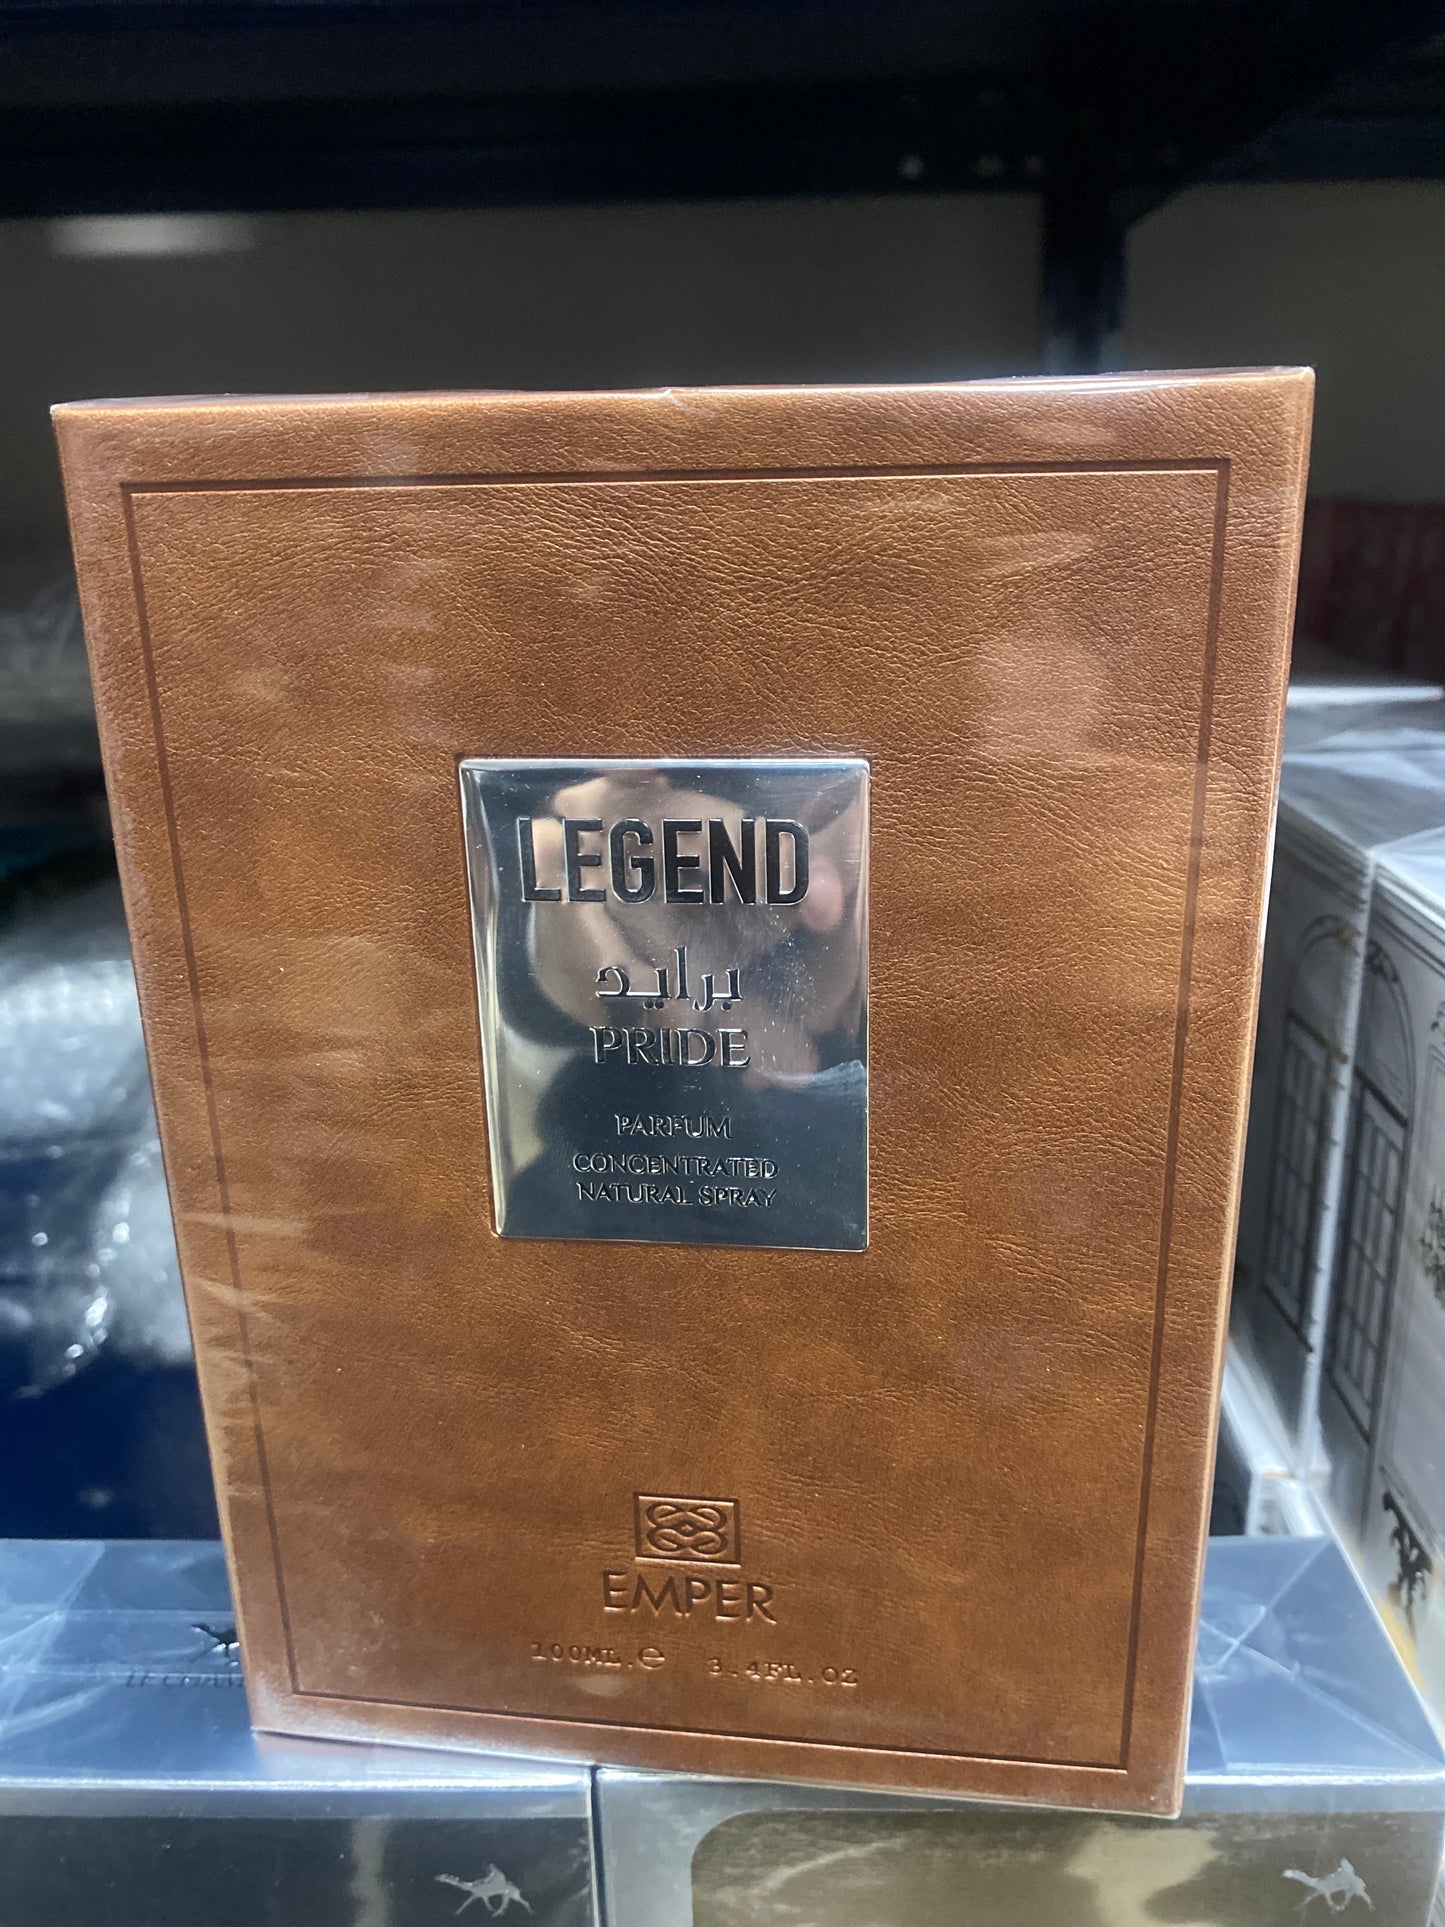 LEGEND
برايد
PRIDE
PARFUM
CONCENTRATED
NATURAL SPRAY
EMPER
100ML.e 3.4FL.OZ